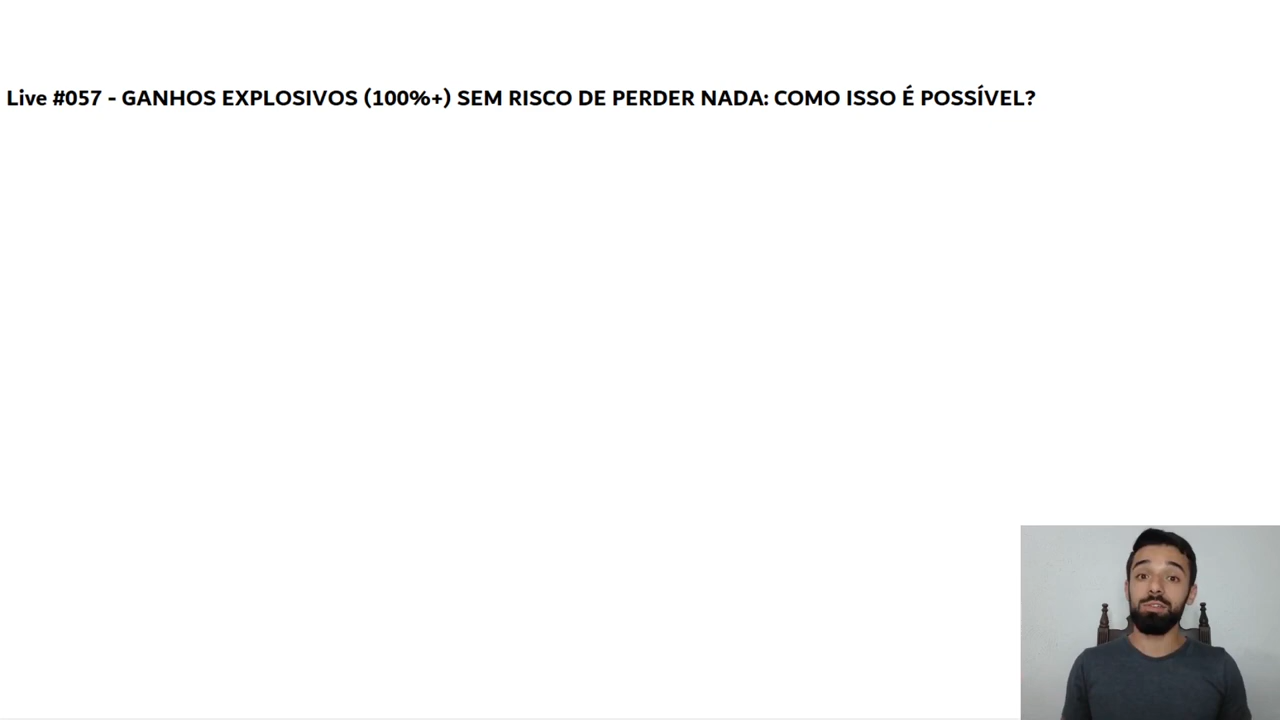 Live #057 - GANHOS EXPLOSIVOS (100%+) SEM RISCO DE PERDER NADA: COMO ISSO É POSSÍVEL?